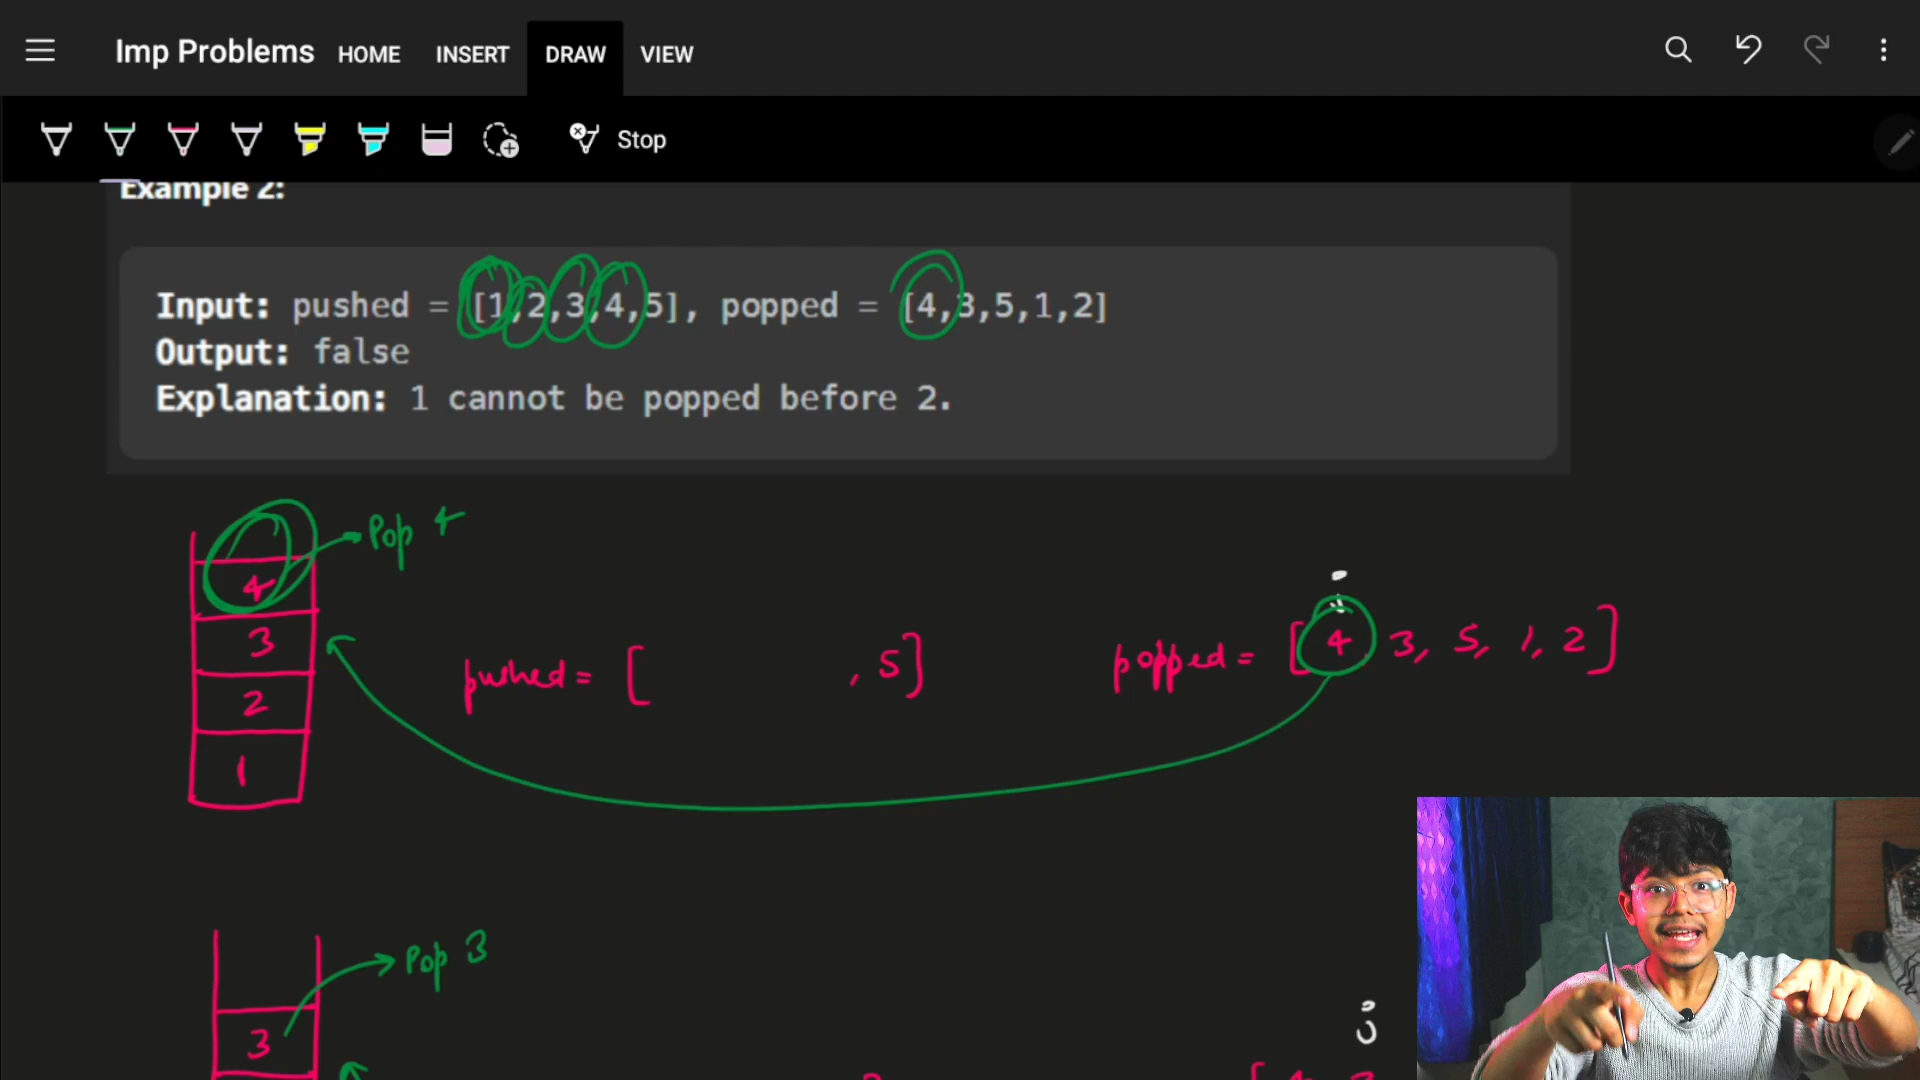 Imp Problems HOME INSERT DRAW VIEW
Stop
Example 2:
Input: pushed = [1,2,3,4,5], popped = [4,3,5,1,2]
Output: false
Explanation: 1 cannot be popped before 2.
Pop 4
4
3
2
1
pushed = [ , 5]
popped = [4, 3, 5, 1, 2]
Pop 3
3